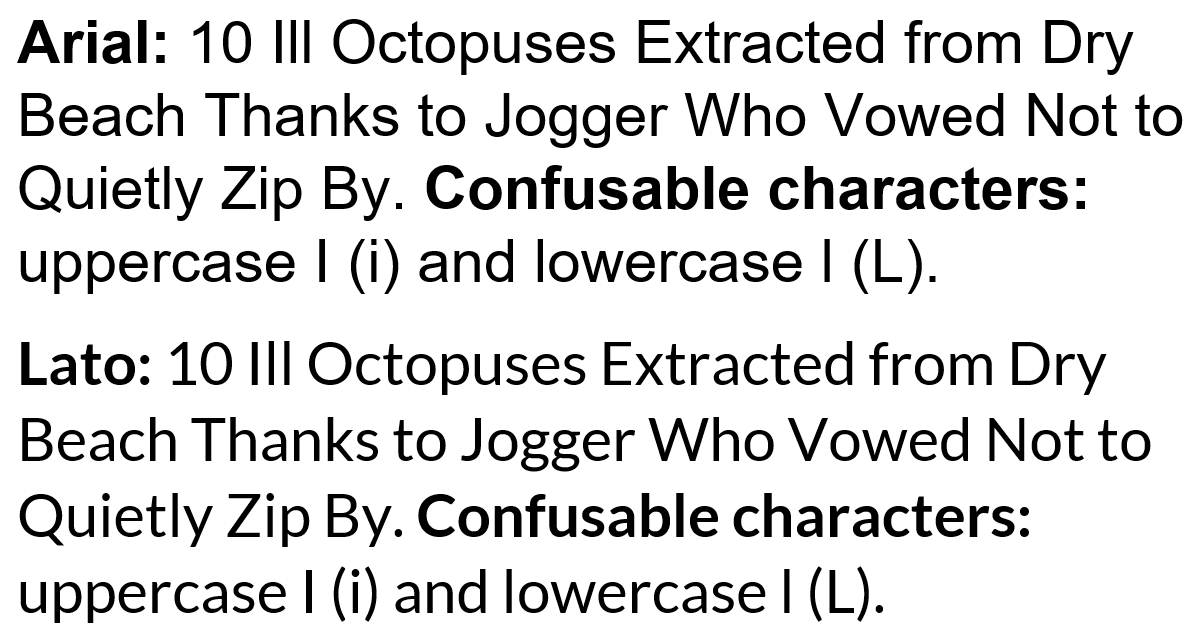 Arial: 10 Ill Octopuses Extracted from Dry
Beach Thanks to Jogger Who Vowed Not to
Quietly Zip By. Confusable characters:
uppercase I (i) and lowercase l (L).
Lato: 10 Ill Octopuses Extracted from Dry
Beach Thanks to Jogger Who Vowed Not to
Quietly Zip By. Confusable characters:
uppercase I (i) and lowercase l (L).